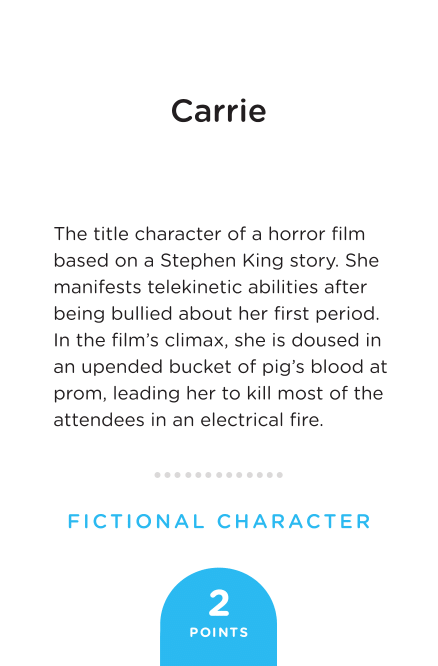 Carrie
The title character of a horror film
based on a Stephen King story. She
manifests telekinetic abilities after
being bullied about her first period.
In the film’s climax, she is doused in
an upended bucket of pig’s blood at
prom, leading her to kill most of the
attendees in an electrical fire.
FICTIONAL CHARACTER
2
POINTS